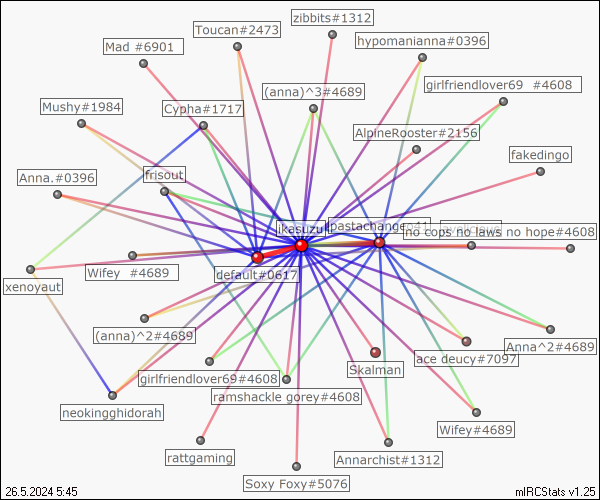 zibbits#1312
Toucan#2473
Mad   #6901
hypomanianna#0396
girlfriendlover69   #4608
(anna)^3#4689
Mushy#1984
Cypha#1717
AlpineRooster#2156
fakedingo
Anna.#0396
frisout
ikasuzu
no cops no laws no hope#4608
default#0617
Wifey   #4689
xenoyaut
(anna)^2#4689
Anna^2#4689
ace deucy#7097
Skalman
girlfriendlover69#4608
ramshackle gorey#4608
neokingghidorah
Wifey#4689
rattgaming
Annarchist#1312
Soxy Foxy#5076
26.5.2024 5:45
mIRCStats v1.25